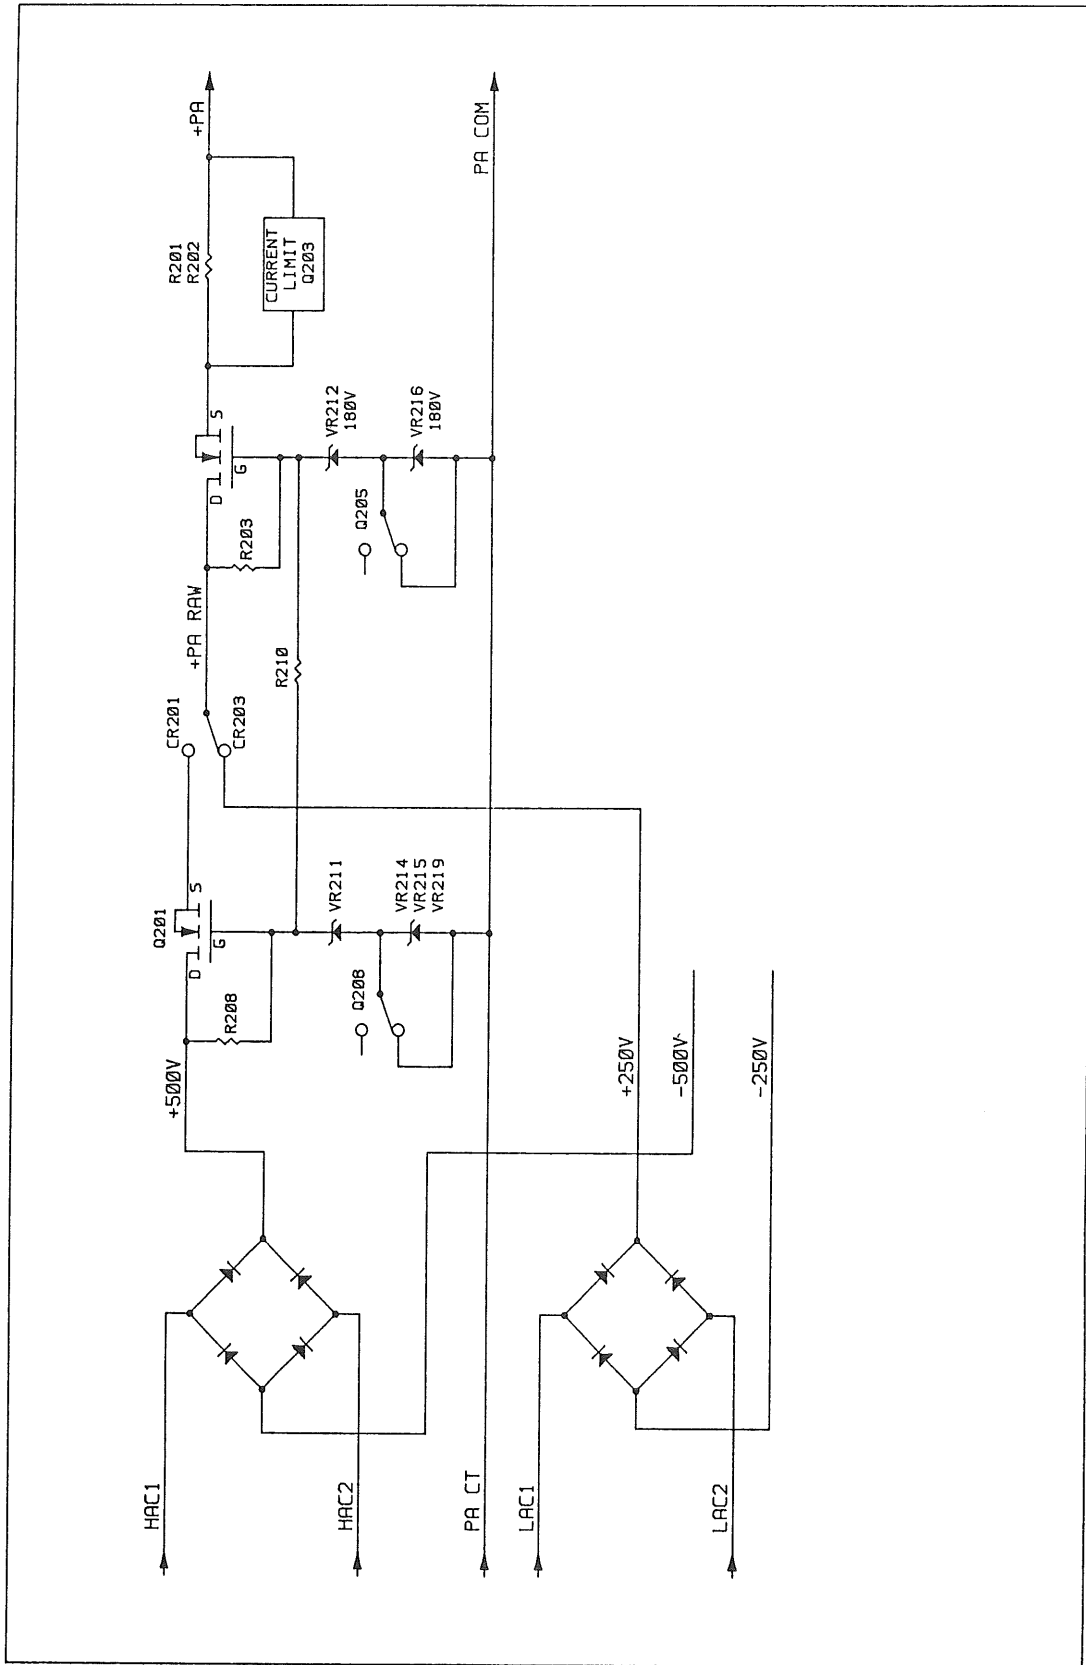 HAC1
HAC2
PA CT
LAC1
LAC2
+500V
R208
Q201
D
G
S
Q208
VR211
VR214
VR215
VR219
+250V
-500V
-250V
CR201
CR203
R210
+PA RAW
R203
D
G
S
Q205
VR212
180V
VR216
180V
R201
R202
CURRENT
LIMIT
Q203
+PA
PA COM